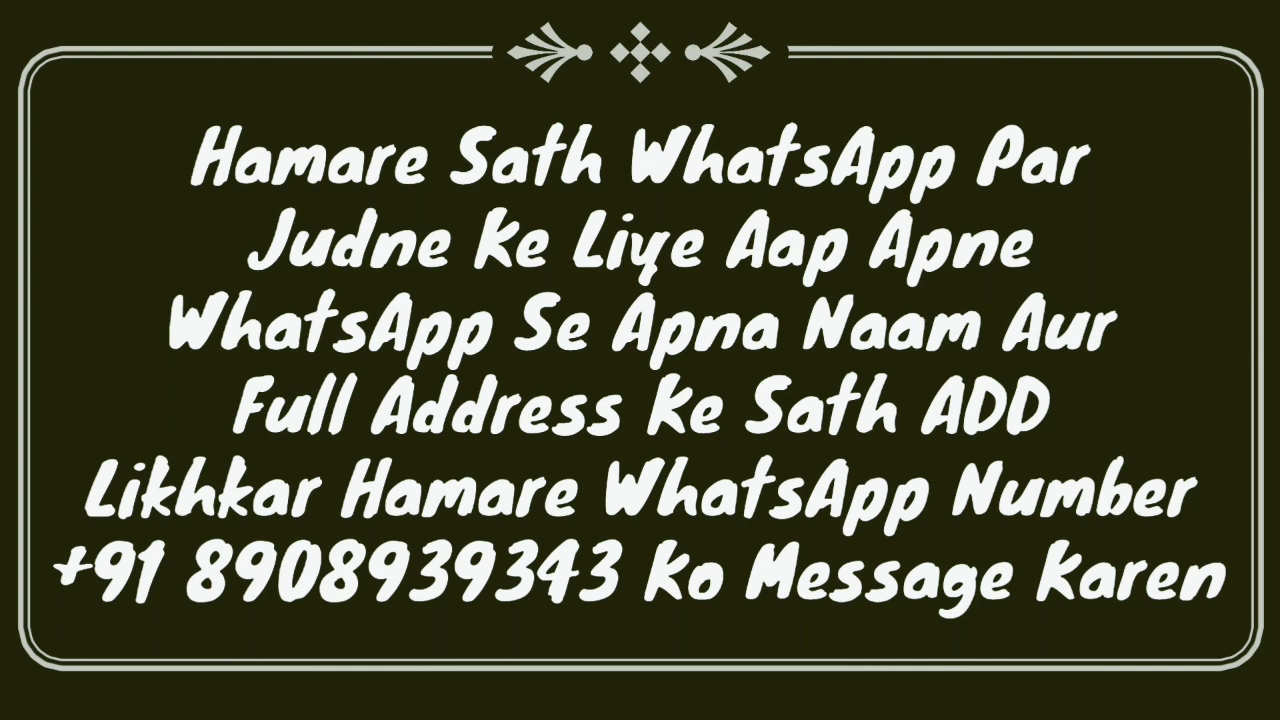 Hamare Sath WhatsApp Par
Judne Ke Liye Aap Apne
WhatsApp Se Apna Naam Aur
Full Address Ke Sath ADD
Likhkar Hamare WhatsApp Number
+91 8908939343 Ko Message Karen